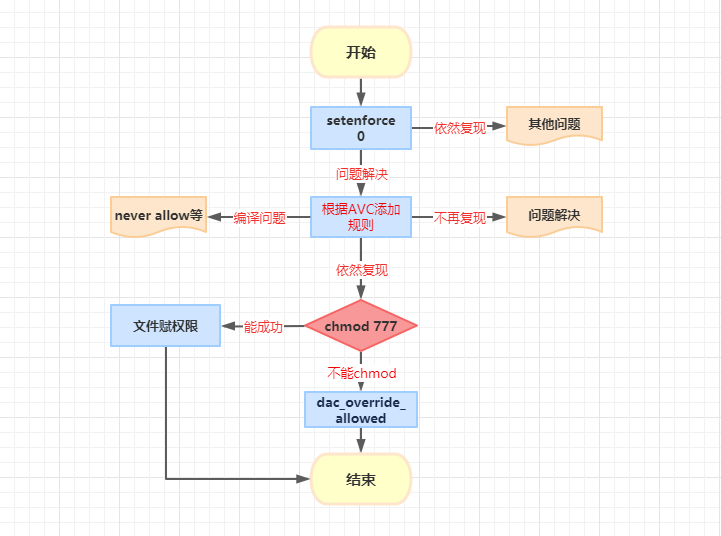 开始
setenforce
0
依然复现
其他问题
问题解决
never allow等
编译问题
根据AVC添加
规则
不再复现
问题解决
依然复现
文件赋权限
能成功
chmod 777
不能chmod
dac_override_
allowed
结束